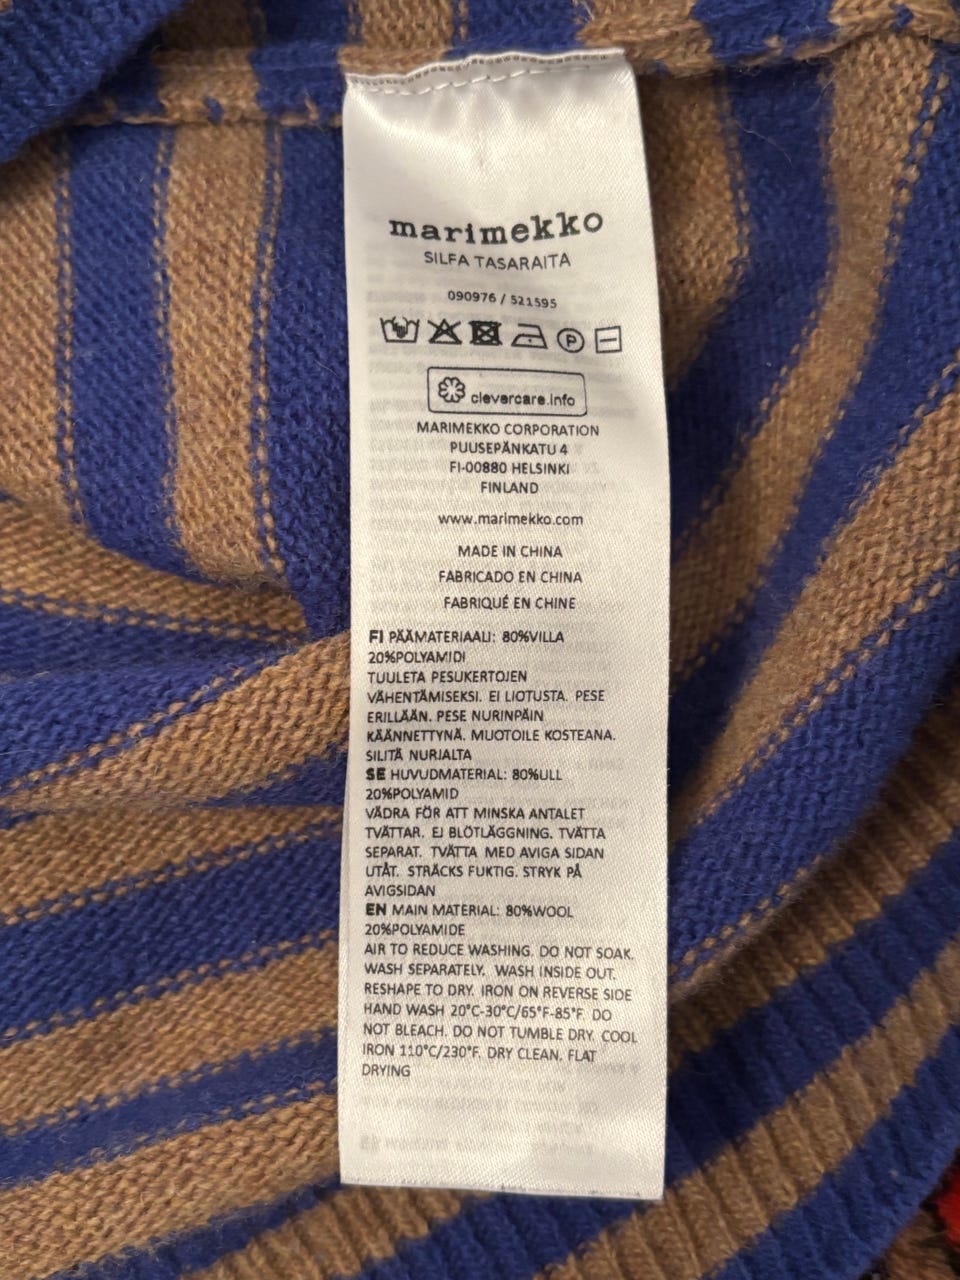 marimekko
SILFA TASARAITA
090976 / 521595
P
clevercare.info
MARIMEKKO CORPORATION
PUUSEPÄNKATU 4
FI-00880 HELSINKI
FINLAND
www.marimekko.com
MADE IN CHINA
FABRICADO EN CHINA
FABRIQUÉ EN CHINE
FI PÄÄMATERIAALI: 80%VILLA
20%POLYAMIDI
TUULETA PESUKERTOJEN
VÄHENTÄMISEKSI. EI LIOTUSTA. PESE
ERILLÄÄN. PESE NURINPÄIN
KÄÄNNETTYNÄ. MUOTOILE KOSTEANA.
SILITÄ NURJALTA
SE HUVUDMATERIAL: 80%ULL
20%POLYAMID
VÄDRA FÖR ATT MINSKA ANTALET
TVÄTTAR. EJ BLÖTLÄGGNING. TVÄTTA
SEPARAT. TVÄTTA MED AVIGA SIDAN
UTÅT. STRÄCKS FUKTIG. STRYK PÅ
AVIGSIDAN
EN MAIN MATERIAL: 80%WOOL
20%POLYAMIDE
AIR TO REDUCE WASHING. DO NOT SOAK.
WASH SEPARATELY. WASH INSIDE OUT.
RESHAPE TO DRY. IRON ON REVERSE SIDE
HAND WASH 20°C-30°C/65°F-85°F. DO
NOT BLEACH. DO NOT TUMBLE DRY. COOL
IRON 110°C/230°F. DRY CLEAN. FLAT
DRYING